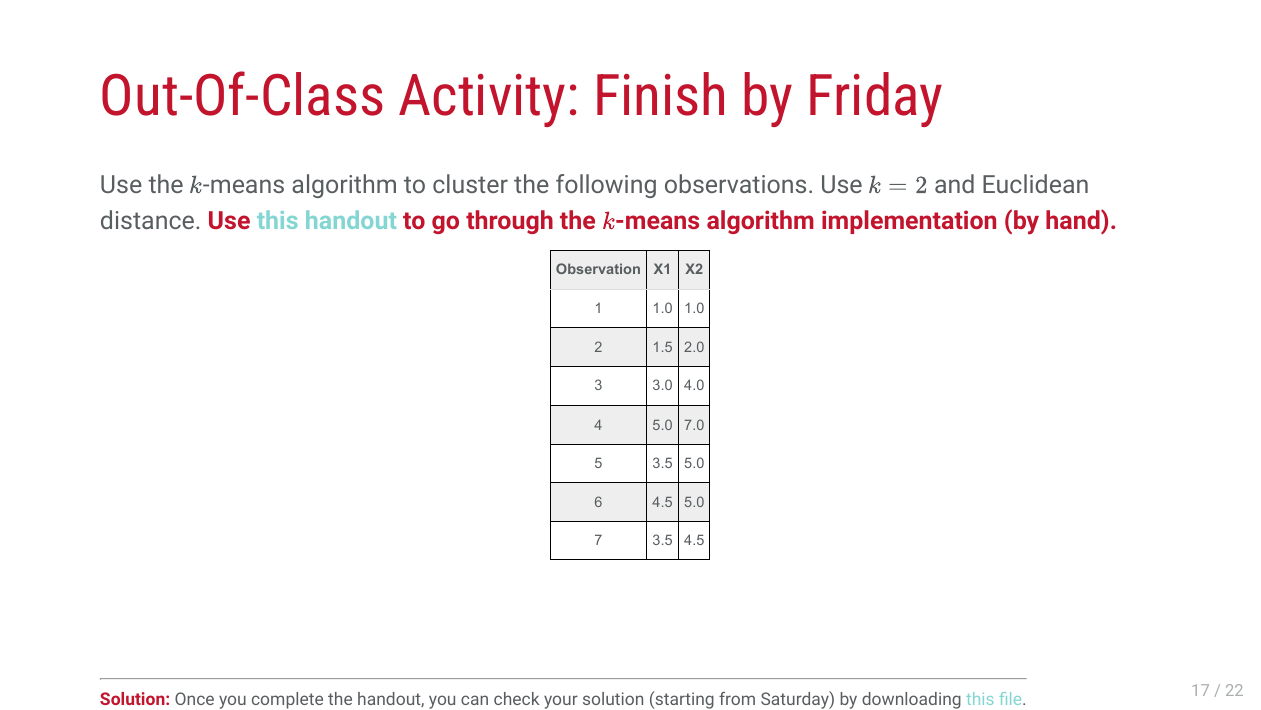 Out-Of-Class Activity: Finish by Friday
Use the k-means algorithm to cluster the following observations. Use k = 2 and Euclidean
distance. Use this handout to go through the k-means algorithm implementation (by hand).
Observation X1 X2
1 1.0 1.0
2 1.5 2.0
3 3.0 4.0
4 5.0 7.0
5 3.5 5.0
6 4.5 5.0
7 3.5 4.5
Solution: Once you complete the handout, you can check your solution (starting from Saturday) by downloading this file.
17 / 22